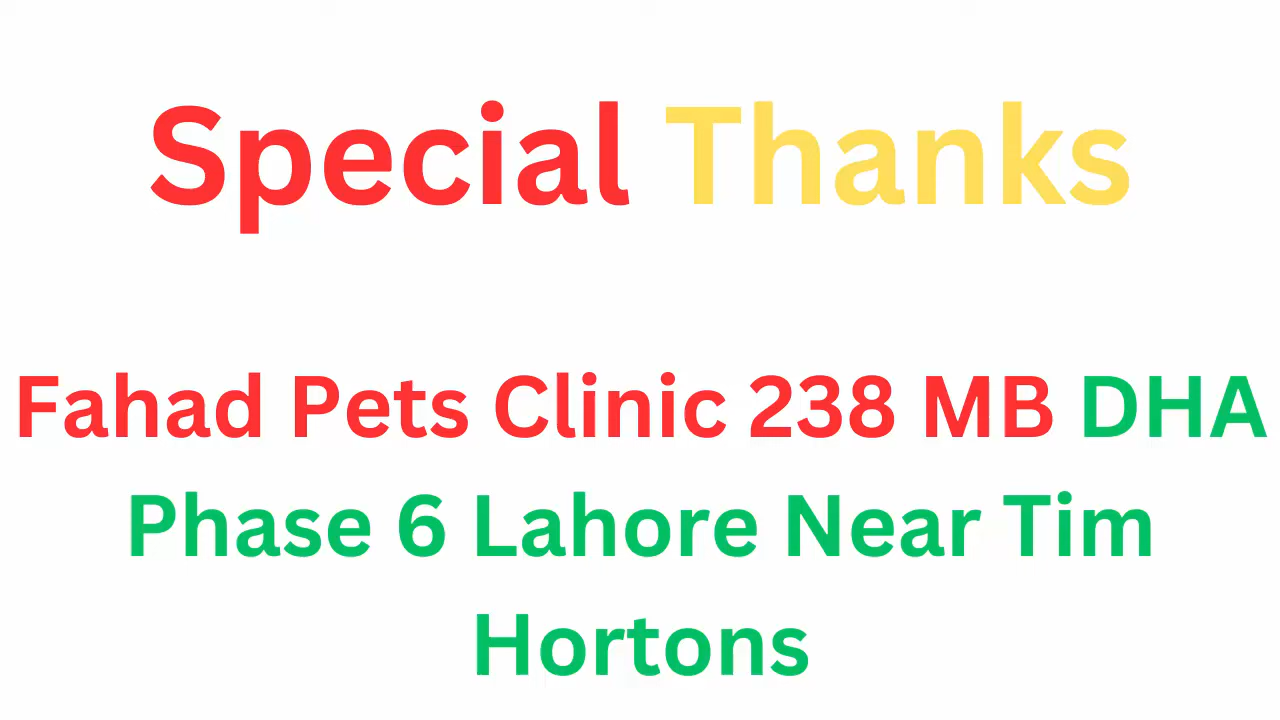 Special Thanks
Fahad Pets Clinic 238 MB DHA
Phase 6 Lahore Near Tim
Hortons